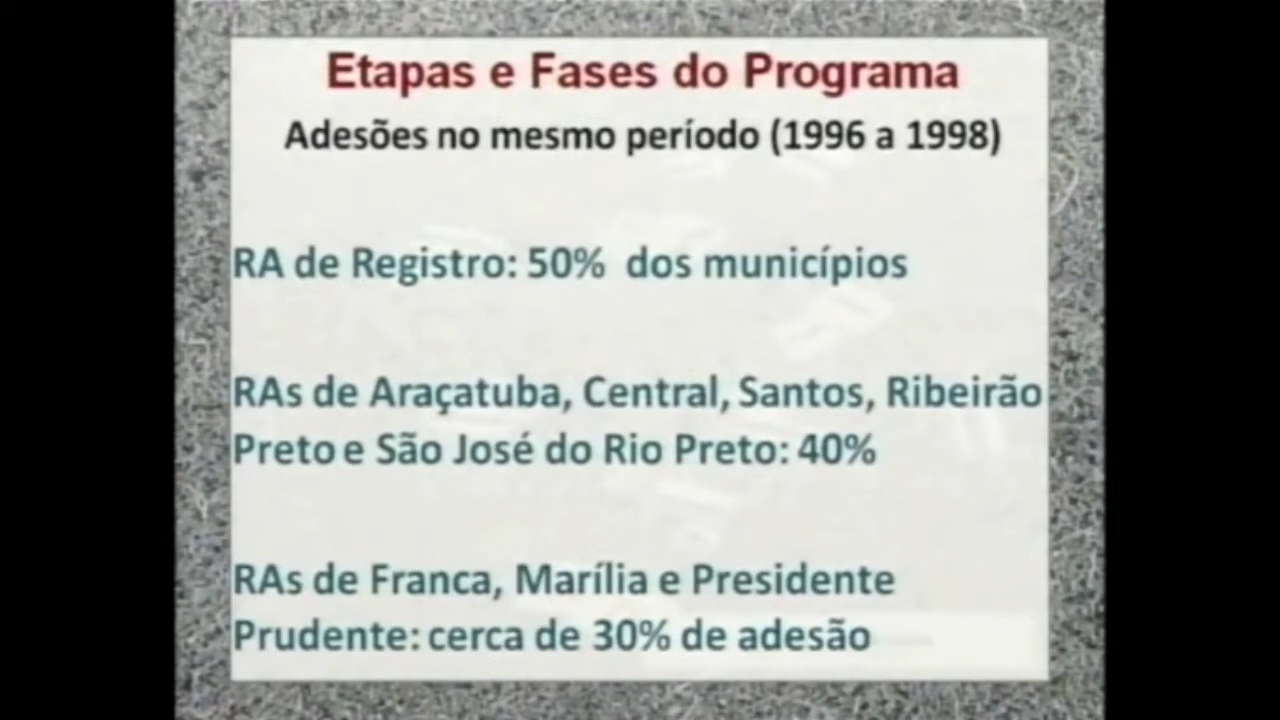 Etapas e Fases do Programa
Adesões no mesmo período (1996 a 1998)
RA de Registro: 50% dos municípios
RAs de Araçatuba, Central, Santos, Ribeirão
Preto e São José do Rio Preto: 40%
RAs de Franca, Marília e Presidente
Prudente: cerca de 30% de adesão